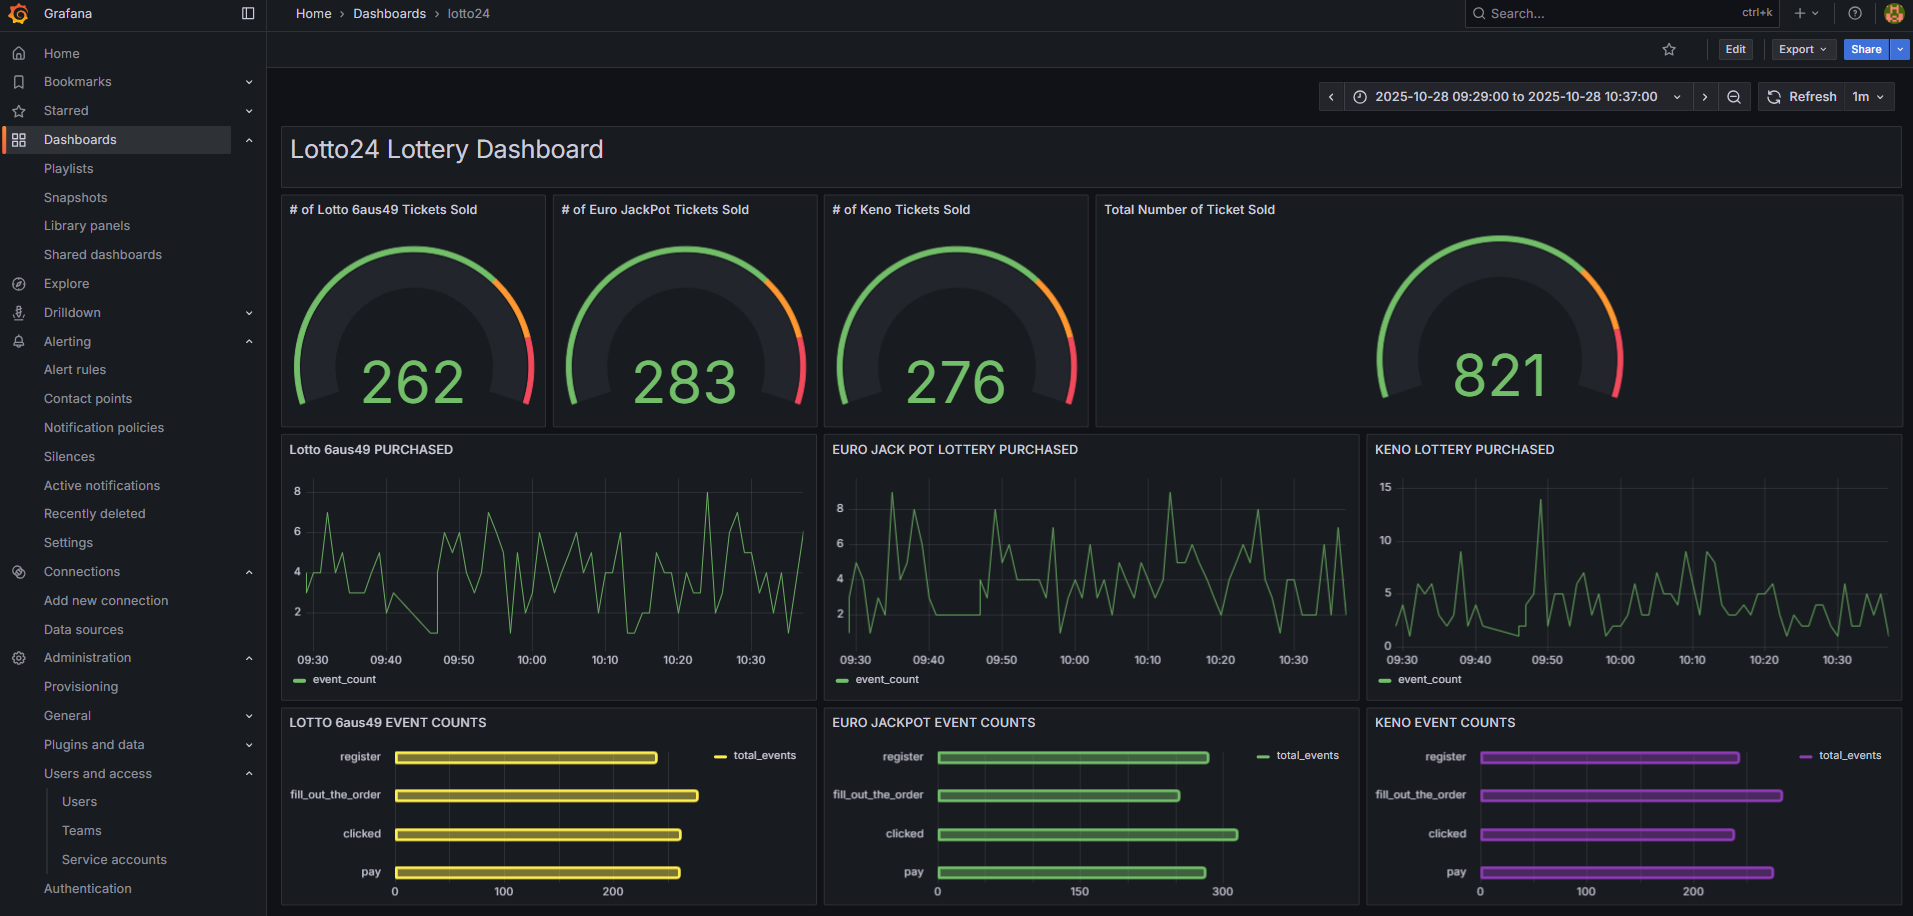 Grafana
Home › Dashboards › lotto24
Search...
ctrl+k
Edit
Export
Share
Home
Bookmarks
Starred
Dashboards
Playlists
Snapshots
Library panels
Shared dashboards
Explore
Drilldown
Alerting
Alert rules
Contact points
Notification policies
Silences
Active notifications
Recently deleted
Settings
Connections
Add new connection
Data sources
Administration
Provisioning
General
Plugins and data
Users and access
Users
Teams
Service accounts
Authentication
2025-10-28 09:29:00 to 2025-10-28 10:37:00
Refresh
1m
Lotto24 Lottery Dashboard
# of Lotto 6aus49 Tickets Sold
262
# of Euro JackPot Tickets Sold
283
# of Keno Tickets Sold
276
Total Number of Ticket Sold
821
Lotto 6aus49 PURCHASED
8
6
4
2
09:30 09:40 09:50 10:00 10:10 10:20 10:30
event_count
EURO JACK POT LOTTERY PURCHASED
8
6
4
2
09:30 09:40 09:50 10:00 10:10 10:20 10:30
event_count
KENO LOTTERY PURCHASED
15
10
5
0
09:30 09:40 09:50 10:00 10:10 10:20 10:30
event_count
LOTTO 6aus49 EVENT COUNTS
register
fill_out_the_order
clicked
pay
0 100 200
total_events
EURO JACKPOT EVENT COUNTS
register
fill_out_the_order
clicked
pay
0 150 300
total_events
KENO EVENT COUNTS
register
fill_out_the_order
clicked
pay
0 100 200
total_events